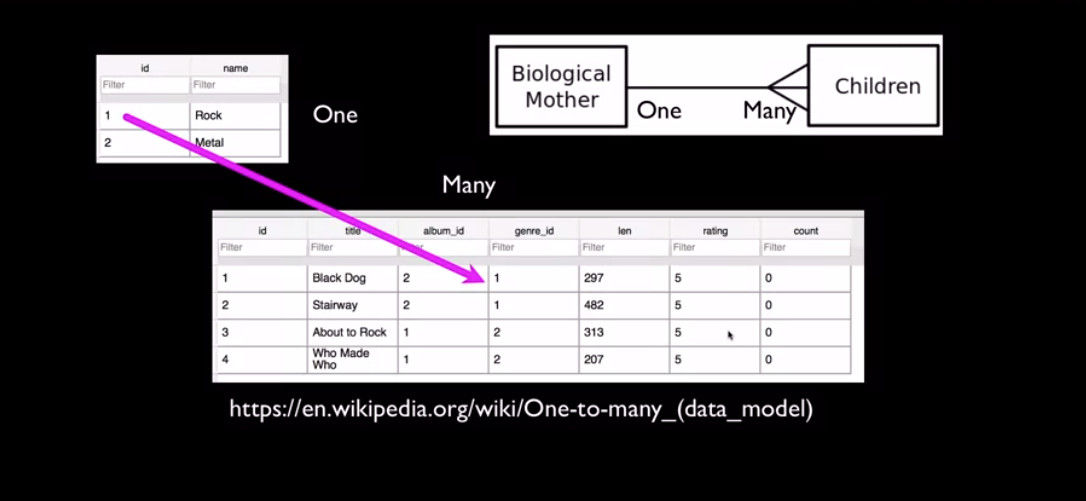 id name
Filter Filter
1 Rock
2 Metal
One
Biological
Mother
One
Many
Children
Many
id title album_id genre_id len rating count
Filter Filter Filter Filter Filter Filter
1 Black Dog 2 1 297 5 0
2 Stairway 2 1 482 5 0
3 About to Rock 1 2 313 5 0
4 Who Made Who 1 2 207 5 0
https://en.wikipedia.org/wiki/One-to-many_(data_model)